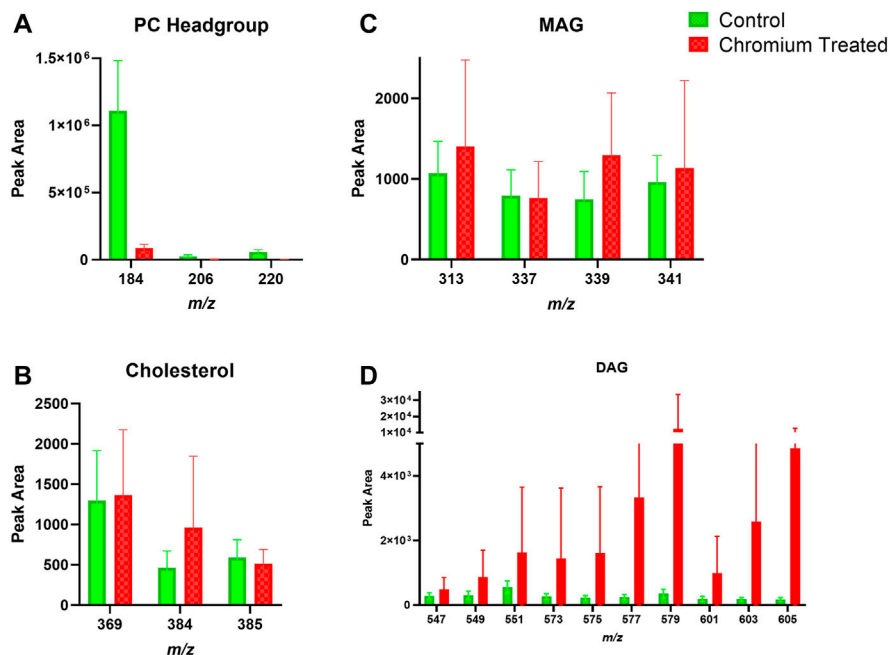 A
PC Headgroup
Peak Area
1.5×10⁶
1×10⁶
5×10⁵
0
184 206 220
m/z
C
MAG
Control
Chromium Treated
Peak Area
2000
1000
0
313 337 339 341
m/z
B
Cholesterol
Peak Area
2500
2000
1500
1000
500
0
369 384 385
m/z
D
DAG
Peak Area
3×10⁴
2×10⁴
1×10⁴
4×10³
2×10³
0
547 549 551 573 575 577 579 601 603 605
m/z